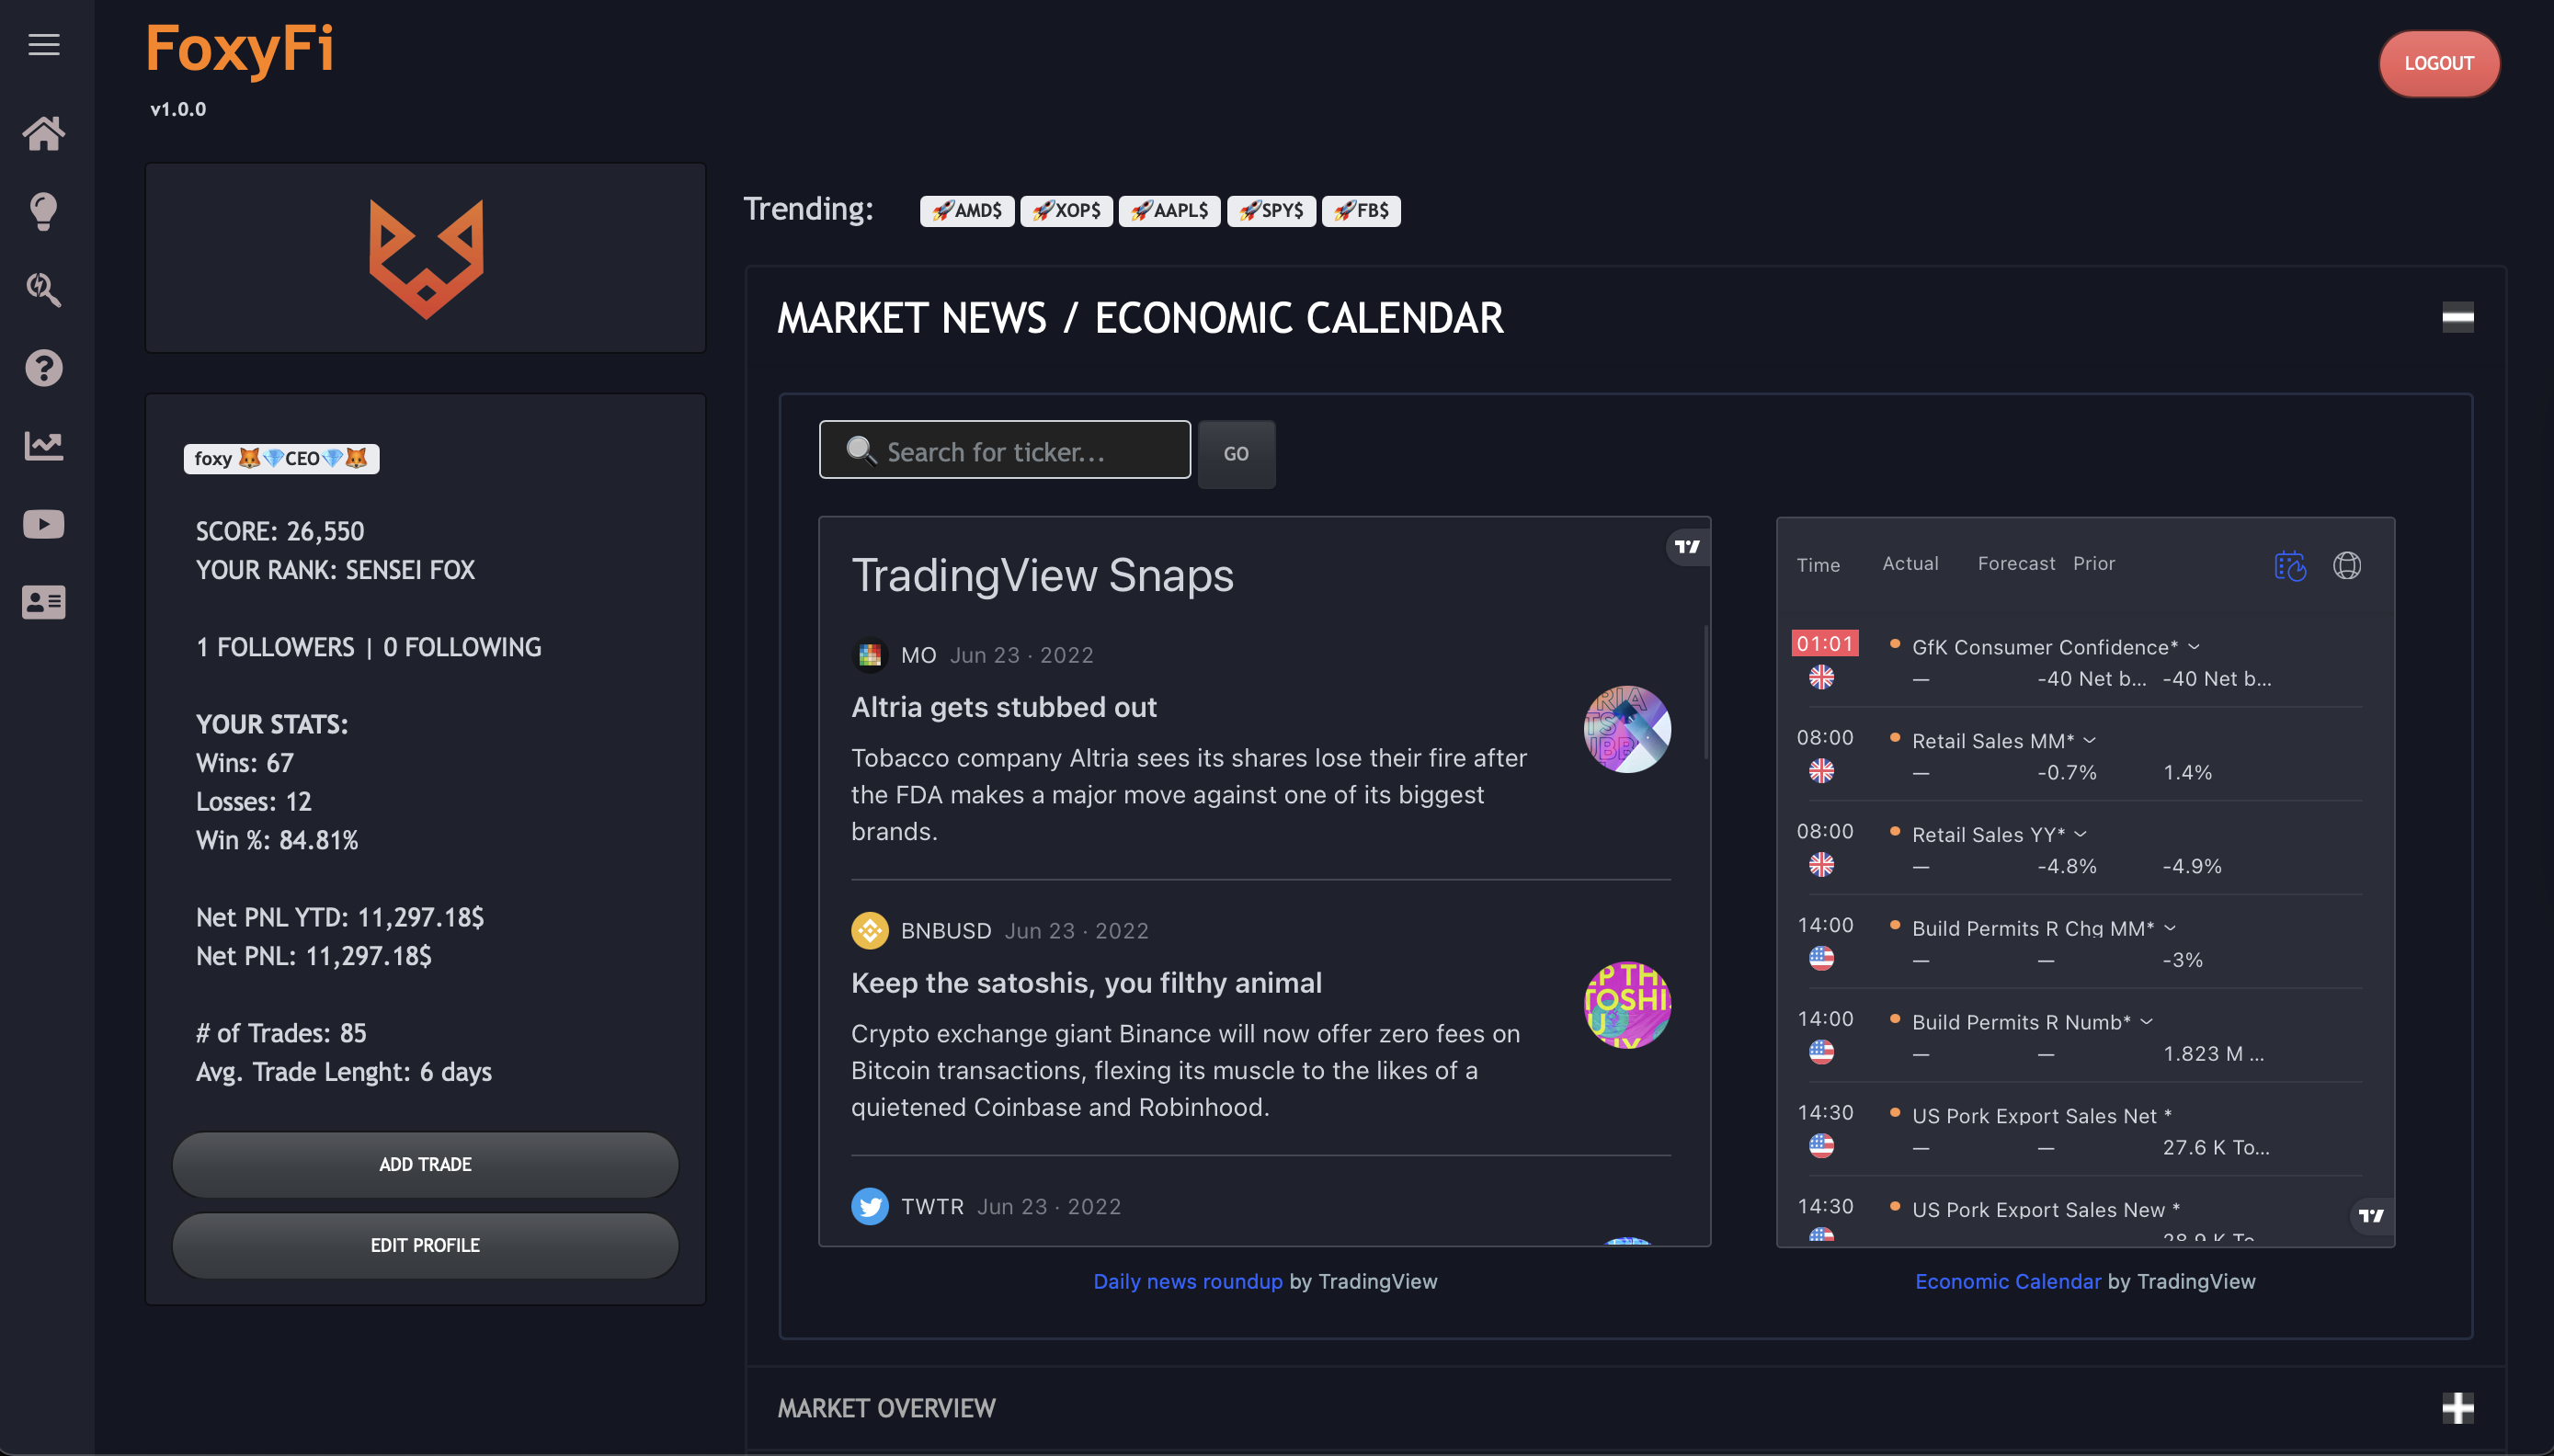 FoxyFi
v1.0.0
LOGOUT
Trending: 🚀AMD$ 🚀XOP$ 🚀AAPL$ 🚀SPY$ 🚀FB$
foxy 🦊💎CEO💎🦊
SCORE: 26,550
YOUR RANK: SENSEI FOX
1 FOLLOWERS | 0 FOLLOWING
YOUR STATS:
Wins: 67
Losses: 12
Win %: 84.81%
Net PNL YTD: 11,297.18$
Net PNL: 11,297.18$
# of Trades: 85
Avg. Trade Lenght: 6 days
ADD TRADE
EDIT PROFILE
MARKET NEWS / ECONOMIC CALENDAR
🔍 Search for ticker...
GO
TradingView Snaps
MO Jun 23 · 2022
Altria gets stubbed out
Tobacco company Altria sees its shares lose their fire after
the FDA makes a major move against one of its biggest
brands.
BNBUSD Jun 23 · 2022
Keep the satoshis, you filthy animal
Crypto exchange giant Binance will now offer zero fees on
Bitcoin transactions, flexing its muscle to the likes of a
quietened Coinbase and Robinhood.
TWTR Jun 23 · 2022
Daily news roundup by TradingView
Time Actual Forecast Prior
01:01 GfK Consumer Confidence*
— -40 Net b... -40 Net b...
08:00 Retail Sales MM*
— -0.7% 1.4%
08:00 Retail Sales YY*
— -4.8% -4.9%
14:00 Build Permits R Chg MM*
— — -3%
14:00 Build Permits R Numb*
— — 1.823 M ...
14:30 US Pork Export Sales Net *
— — 27.6 K To...
14:30 US Pork Export Sales New *
Economic Calendar by TradingView
MARKET OVERVIEW